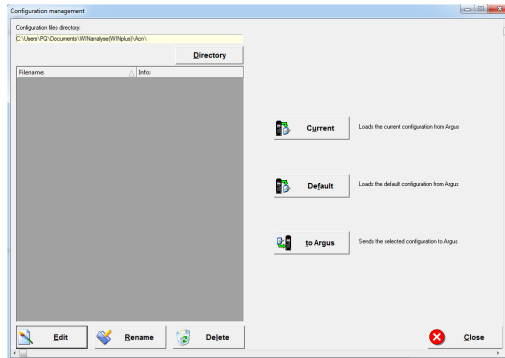 Configuration management
Configuration files directory:
C:\Users\PG\Documents\WINanalyse(WINplus)\Acm\
Directory
Filename: Info:
Current Loads the current configuration from Argus
Default Loads the default configuration from Argus
to Argus Sends the selected configuration to Argus
Edit Rename Delete Close